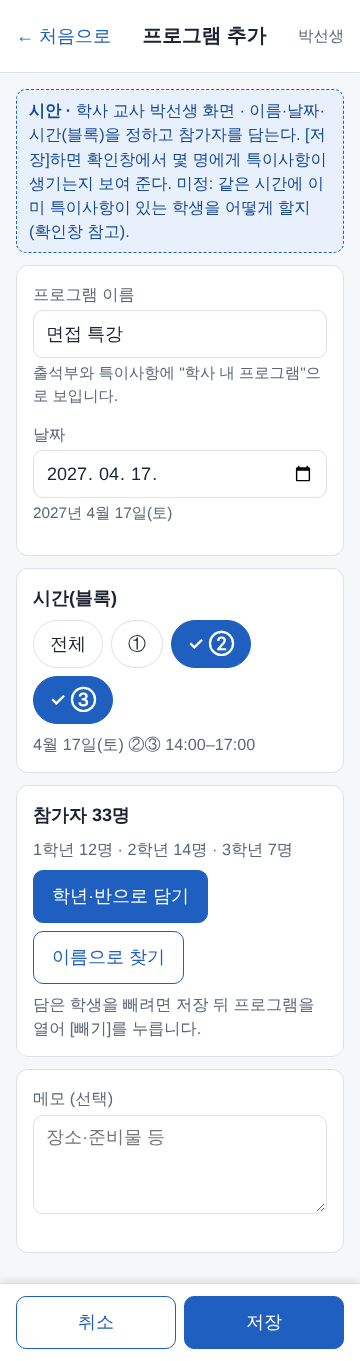 ← 처음으로 프로그램 추가 박선생
시안 · 학사 교사 박선생 화면 · 이름·날짜·
시간(블록)을 정하고 참가자를 담는다. [저
장]하면 확인창에서 몇 명에게 특이사항이
생기는지 보여 준다. 미정: 같은 시간에 이
미 특이사항이 있는 학생을 어떻게 할지
(확인창 참고).
프로그램 이름
면접 특강
출석부와 특이사항에 "학사 내 프로그램"으
로 보입니다.
날짜
2027. 04. 17.
2027년 4월 17일(토)
시간(블록)
전체 ① ✓ ②
✓ ③
4월 17일(토) ②③ 14:00–17:00
참가자 33명
1학년 12명 · 2학년 14명 · 3학년 7명
학년·반으로 담기
이름으로 찾기
담은 학생을 빼려면 저장 뒤 프로그램을
열어 [빼기]를 누릅니다.
메모 (선택)
장소·준비물 등
취소 저장